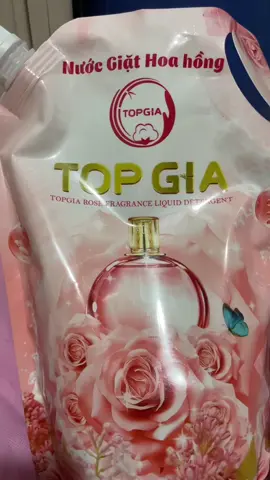 Nước Giặt Hoa hồng
TOPGIA
TOP GIA
TOPGIA ROSE FRAGRANCE LIQUID DETERGENT